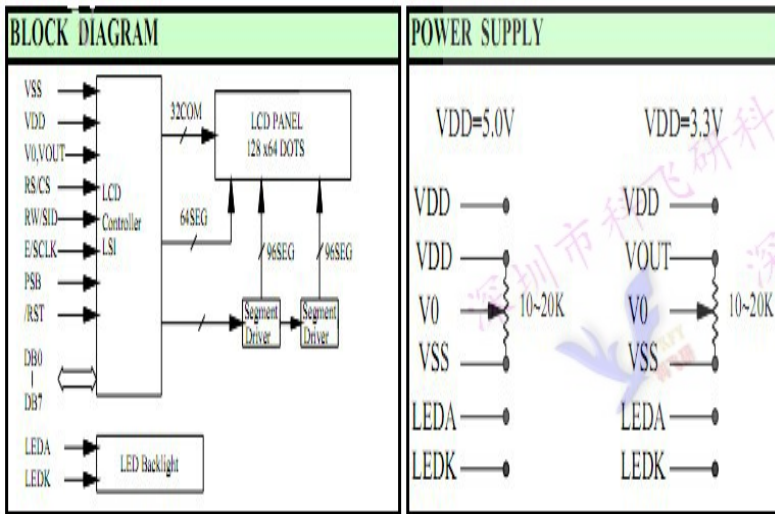 BLOCK DIAGRAM
VSS
VDD
V0,VOUT
RS/CS
RW/SID
E/SCLK
PSB
/RST
DB0
DB7
LEDA
LEDK
LCD
Controller
LSI
32COM
64SEG
LCD PANEL
128 x64 DOTS
96SEG
96SEG
Segment
Driver
Segment
Driver
LED Backlight
POWER SUPPLY
VDD=5.0V
VDD
VDD
V0
VSS
LEDA
LEDK
10~20K
VDD=3.3V
VDD
VOUT
V0
VSS
LEDA
LEDK
10~20K
深圳市科飞研科
深